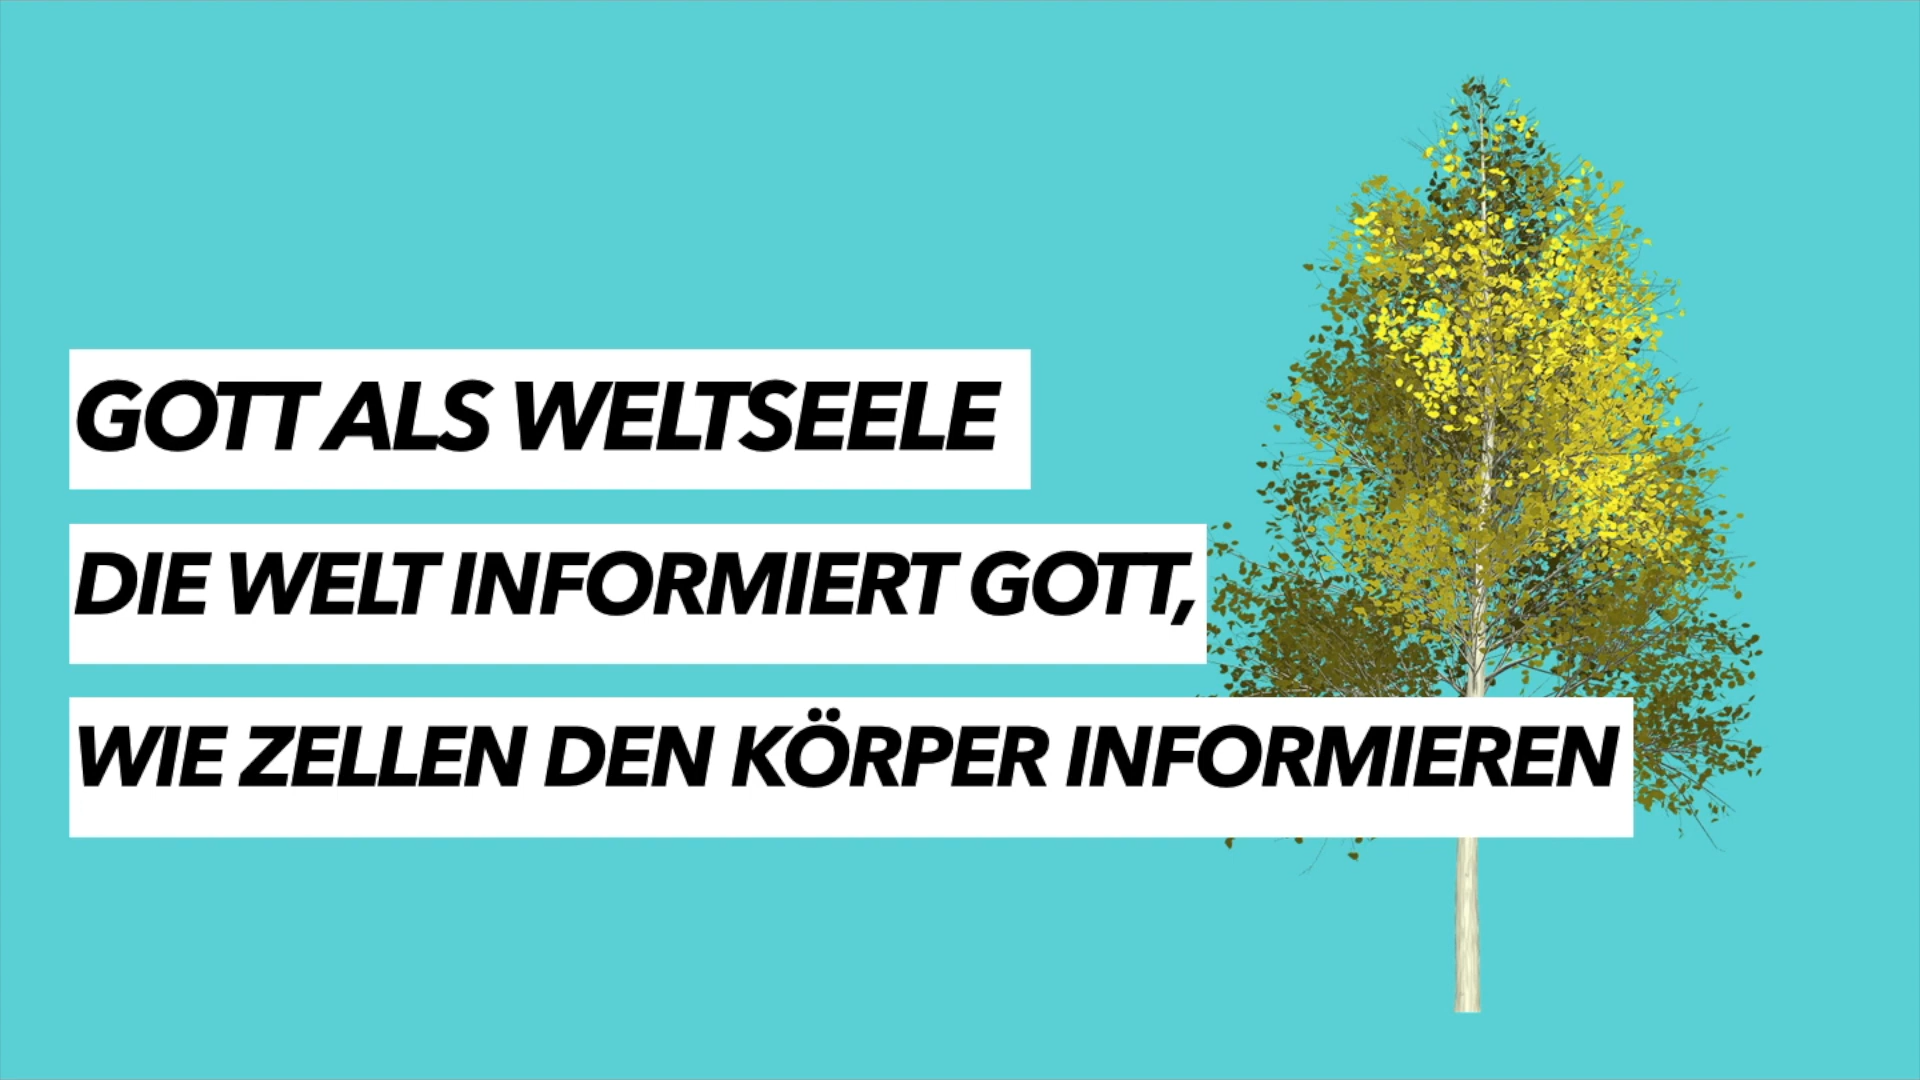 GOTT ALS WELTSEELE
DIE WELT INFORMIERT GOTT,
WIE ZELLEN DEN KÖRPER INFORMIEREN